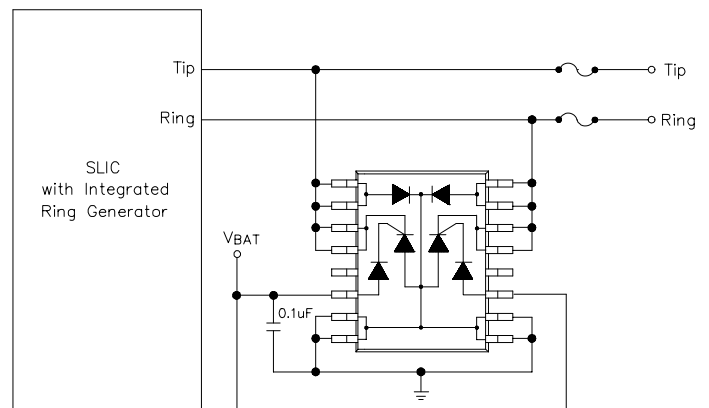 Tip
Tip
Ring
Ring
SLIC
with Integrated
Ring Generator
VBAT
0.1uF